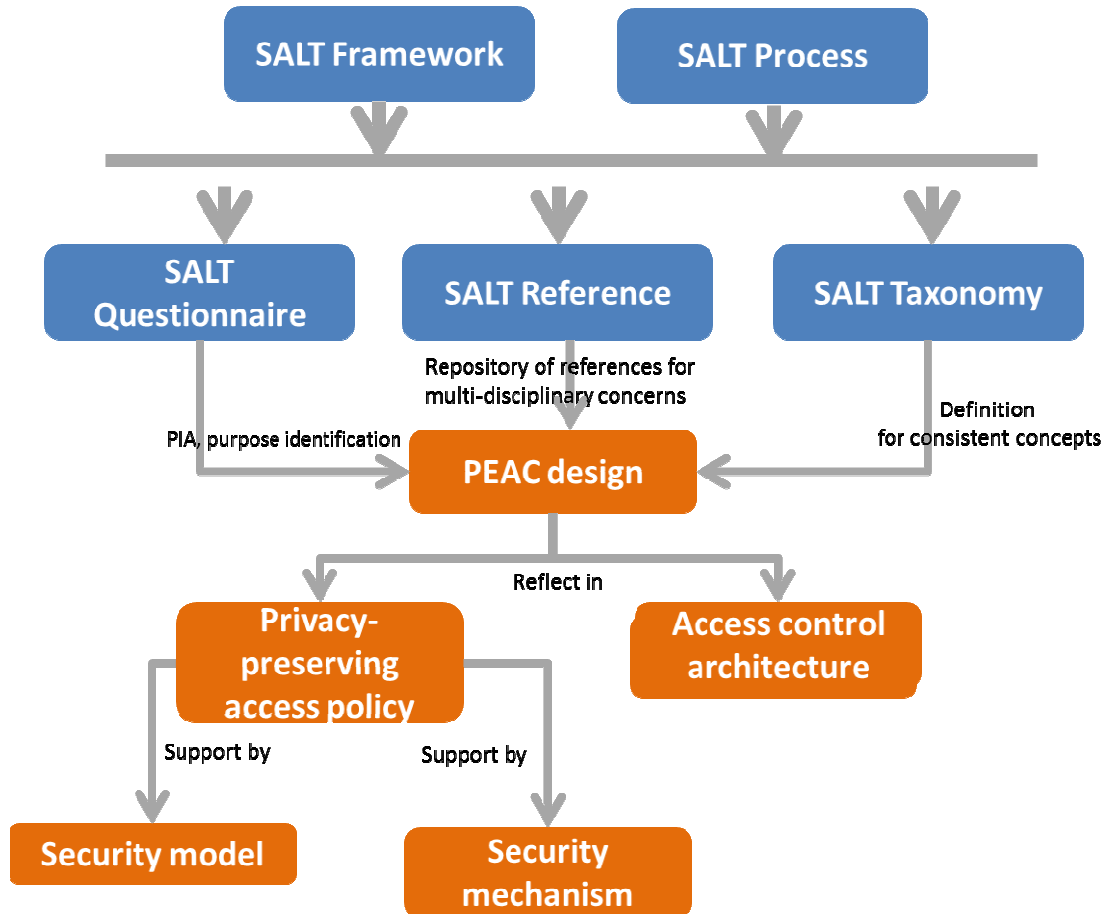 SALT Framework
SALT Process
SALT
Questionnaire
SALT Reference
SALT Taxonomy
Repository of references for
multi-disciplinary concerns
Definition
for consistent concepts
PIA, purpose identification
PEAC design
Reflect in
Privacy-
preserving
access policy
Access control
architecture
Support by
Support by
Security model
Security
mechanism